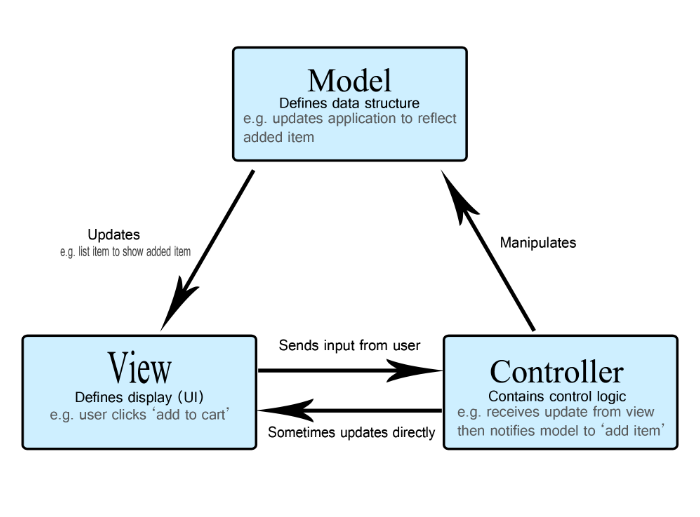 Model
Defines data structure
e.g. updates application to reflect
added item
Updates
e.g. list item to show added item
Manipulates
View
Defines display (UI)
e.g. user clicks ‘add to cart’
Sends input from user
Sometimes updates directly
Controller
Contains control logic
e.g. receives update from view
then notifies model to ‘add item’